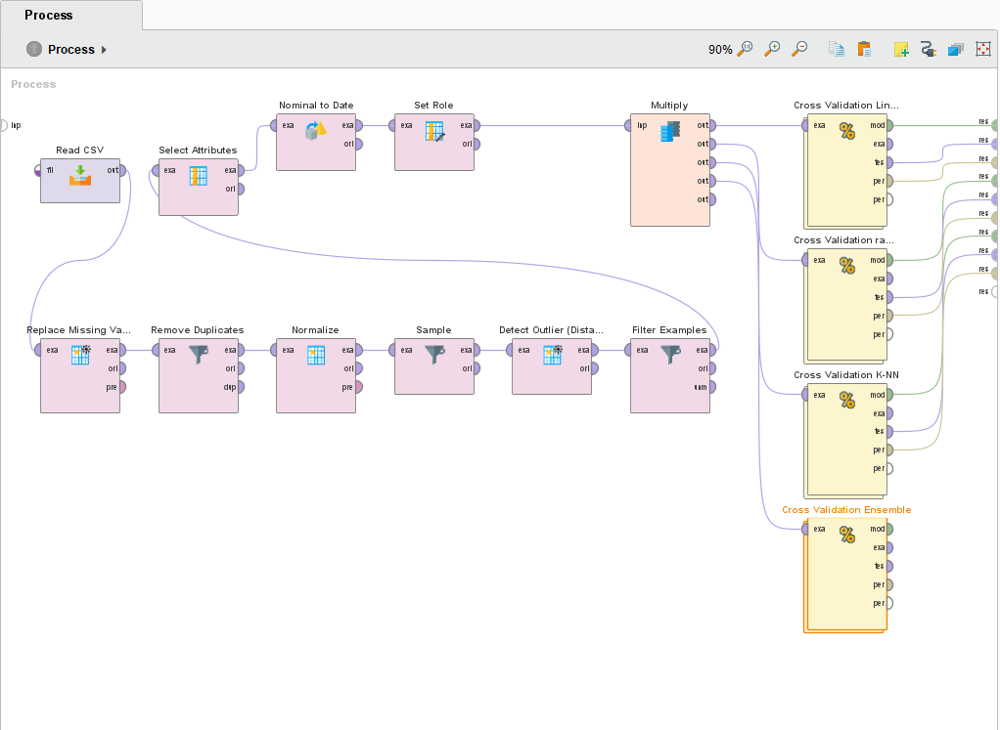 Process
Process
90%
Process
Inp
res
res
res
res
res
res
res
res
res
res
Read CSV
fil
out
Select Attributes
exa
exa
ori
Nominal to Date
exa
exa
ori
Set Role
exa
exa
ori
Multiply
Inp
out
out
out
out
out
Cross Validation Lin...
exa
mod
exa
tes
per
per
Cross Validation ra...
exa
mod
exa
tes
per
per
Replace Missing Va...
exa
exa
ori
pre
Remove Duplicates
exa
exa
ori
dup
Normalize
exa
exa
ori
pre
Sample
exa
exa
ori
Detect Outlier (Dista...
exa
exa
ori
Filter Examples
exa
exa
ori
unm
Cross Validation K-NN
exa
mod
exa
tes
per
per
Cross Validation Ensemble
exa
mod
exa
tes
per
per